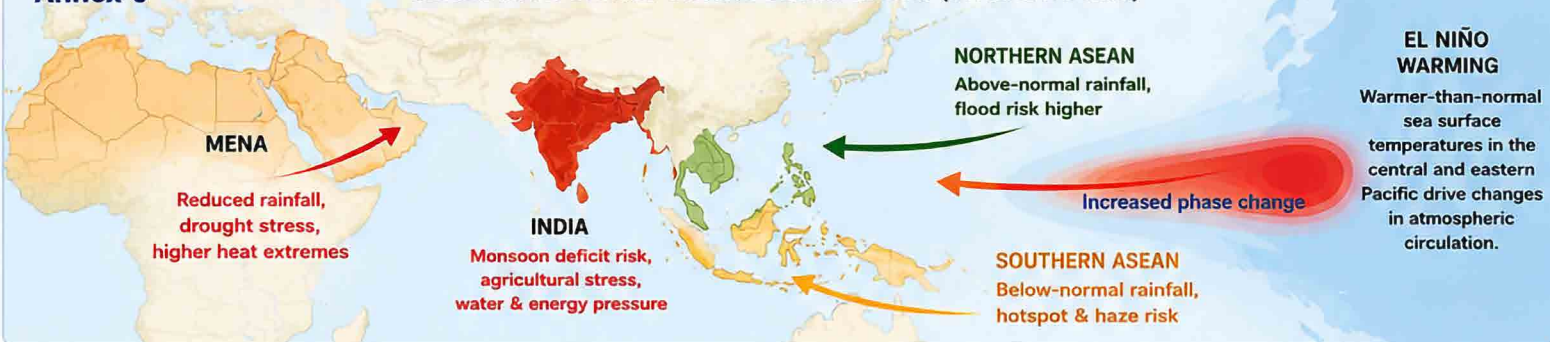 MENA
Reduced rainfall,
drought stress,
higher heat extremes
INDIA
Monsoon deficit risk,
agricultural stress,
water & energy pressure
NORTHERN ASEAN
Above-normal rainfall,
flood risk higher
SOUTHERN ASEAN
Below-normal rainfall,
hotspot & haze risk
Increased phase change
EL NIÑO
WARMING
Warmer-than-normal
sea surface
temperatures in the
central and eastern
Pacific drive changes
in atmospheric
circulation.